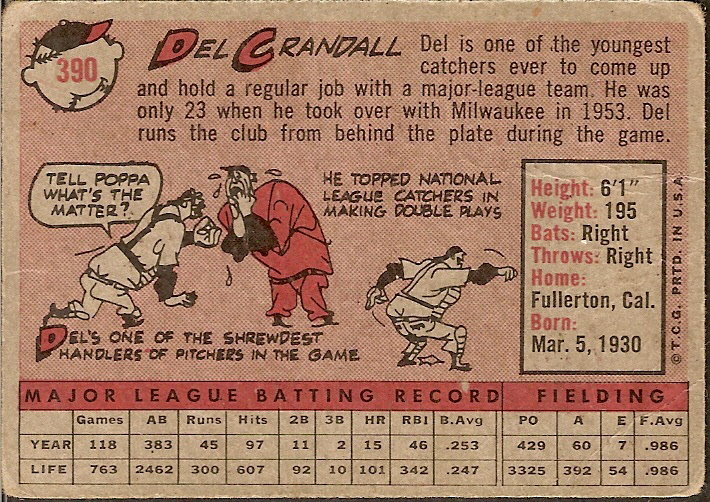 390
DEL CRANDALL
Del is one of the youngest
catchers ever to come up
and hold a regular job with a major-league team. He was
only 23 when he took over with Milwaukee in 1953. Del
runs the club from behind the plate during the game.
TELL POPPA
WHAT'S THE
MATTER?
DEL'S ONE OF THE SHREWDEST
HANDLERS OF PITCHERS IN THE GAME
HE TOPPED NATIONAL
LEAGUE CATCHERS IN
MAKING DOUBLE PLAYS
Height: 6'1"
Weight: 195
Bats: Right
Throws: Right
Home:
Fullerton, Cal.
Born:
Mar. 5, 1930
© T.C.G. PRTD. IN U.S.A.
MAJOR LEAGUE BATTING RECORD FIELDING
Games AB Runs Hits 2B 3B HR RBI B.Avg PO A E F.Avg
YEAR 118 383 45 97 11 2 15 46 .253 429 60 7 .986
LIFE 763 2462 300 607 92 10 101 342 .247 3325 392 54 .986